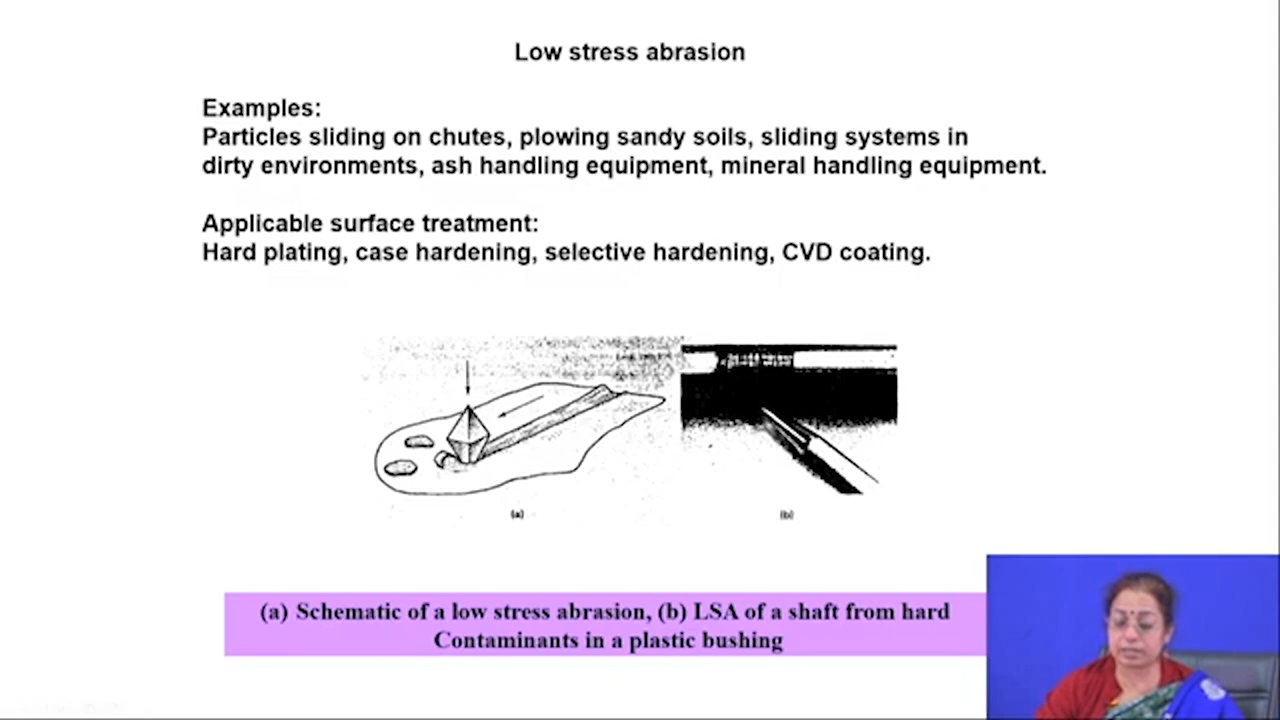 Low stress abrasion
Examples:
Particles sliding on chutes, plowing sandy soils, sliding systems in
dirty environments, ash handling equipment, mineral handling equipment.
Applicable surface treatment:
Hard plating, case hardening, selective hardening, CVD coating.
(a)
(b)
(a) Schematic of a low stress abrasion, (b) LSA of a shaft from hard
Contaminants in a plastic bushing